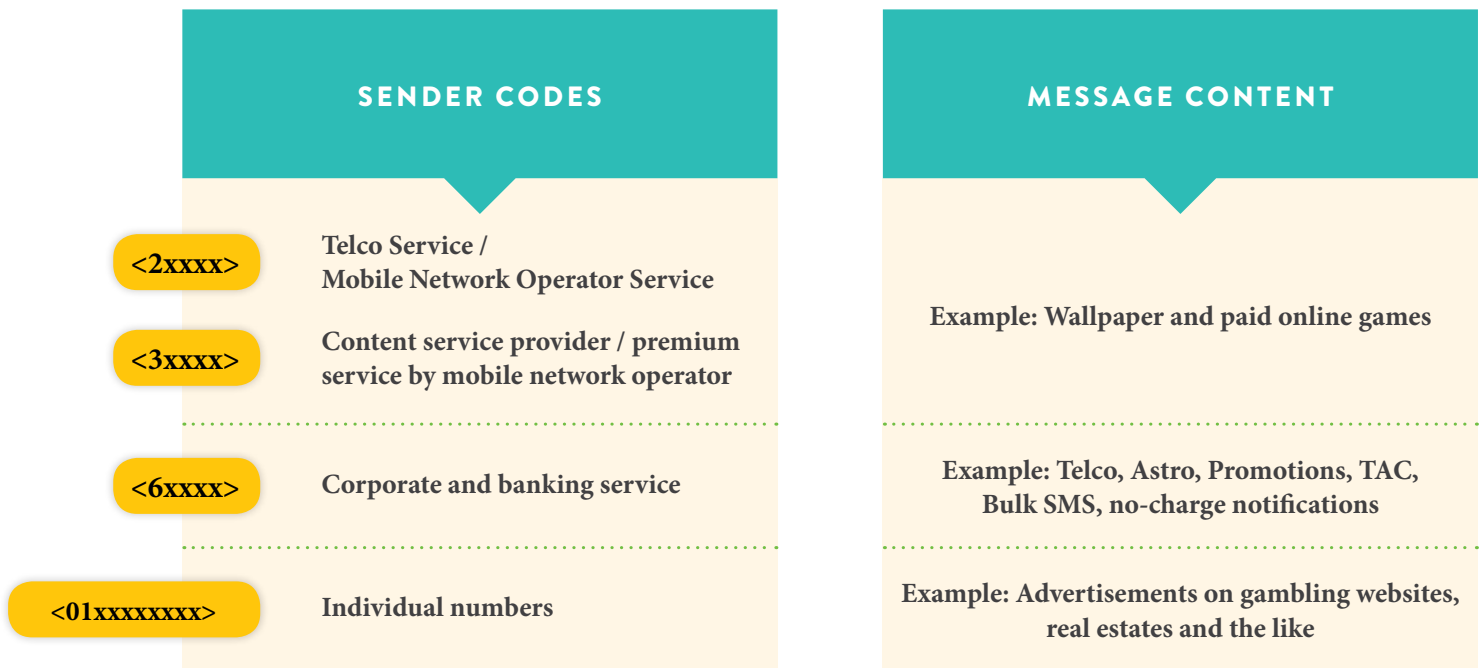 SENDER CODES
MESSAGE CONTENT
<2xxxx>
Telco Service /
Mobile Network Operator Service
<3xxxx>
Content service provider / premium
service by mobile network operator
Example: Wallpaper and paid online games
<6xxxx>
Corporate and banking service
Example: Telco, Astro, Promotions, TAC,
Bulk SMS, no-charge notifications
<01xxxxxxxx>
Individual numbers
Example: Advertisements on gambling websites,
real estates and the like